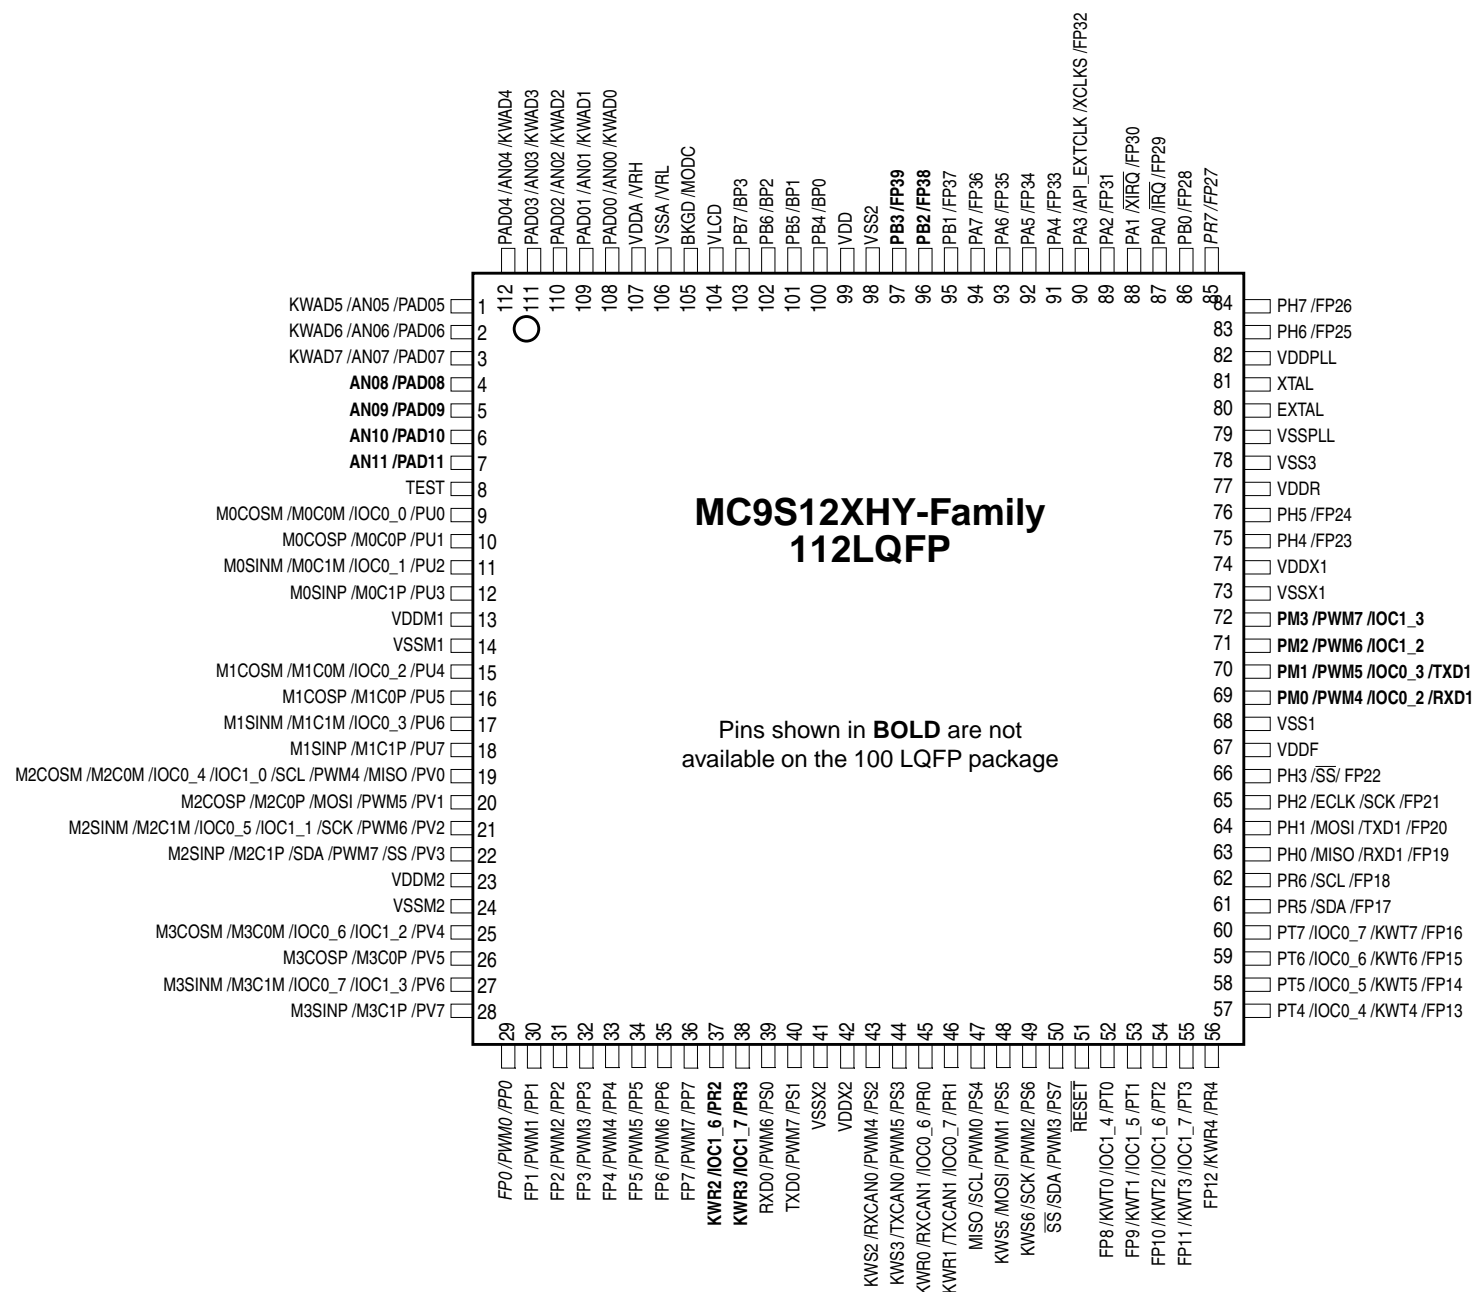 PAD04 /AN04 /KWAD4
PAD03 /AN03 /KWAD3
PAD02 /AN02 /KWAD2
PAD01 /AN01 /KWAD1
PAD00 /AN00 /KWAD0
VDDA /VRH
VSSA /VRL
BKGD /MODC
VLCD
PB7 /BP3
PB6 /BP2
PB5 /BP1
PB4 /BP0
VDD
VSS2
PB3 /FP39
PB2 /FP38
PB1 /FP37
PA7 /FP36
PA6 /FP35
PA5 /FP34
PA4 /FP33
PA3 /API_EXTCLK /XCLKS /FP32
PA2 /FP31
PA1 /XIRQ /FP30
PA0 /IRQ /FP29
PB0 /FP28
PR7 /FP27
112
111
110
109
108
107
106
105
104
103
102
101
100
99
98
97
96
95
94
93
92
91
90
89
88
87
86
85
KWAD5 /AN05 /PAD05 1
KWAD6 /AN06 /PAD06 2
KWAD7 /AN07 /PAD07 3
AN08 /PAD08 4
AN09 /PAD09 5
AN10 /PAD10 6
AN11 /PAD11 7
TEST 8
M0COSM /M0C0M /IOC0_0 /PU0 9
M0COSP /M0C0P /PU1 10
M0SINM /M0C1M /IOC0_1 /PU2 11
M0SINP /M0C1P /PU3 12
VDDM1 13
VSSM1 14
M1COSM /M1C0M /IOC0_2 /PU4 15
M1COSP /M1C0P /PU5 16
M1SINM /M1C1M /IOC0_3 /PU6 17
M1SINP /M1C1P /PU7 18
M2COSM /M2C0M /IOC0_4 /IOC1_0 /SCL /PWM4 /MISO /PV0 19
M2COSP /M2C0P /MOSI /PWM5 /PV1 20
M2SINM /M2C1M /IOC0_5 /IOC1_1 /SCK /PWM6 /PV2 21
M2SINP /M2C1P /SDA /PWM7 /SS /PV3 22
VDDM2 23
VSSM2 24
M3COSM /M3C0M /IOC0_6 /IOC1_2 /PV4 25
M3COSP /M3C0P /PV5 26
M3SINM /M3C1M /IOC0_7 /IOC1_3 /PV6 27
M3SINP /M3C1P /PV7 28
MC9S12XHY-Family
112LQFP
Pins shown in BOLD are not
available on the 100 LQFP package
84 PH7 /FP26
83 PH6 /FP25
82 VDDPLL
81 XTAL
80 EXTAL
79 VSSPLL
78 VSS3
77 VDDR
76 PH5 /FP24
75 PH4 /FP23
74 VDDX1
73 VSSX1
72 PM3 /PWM7 /IOC1_3
71 PM2 /PWM6 /IOC1_2
70 PM1 /PWM5 /IOC0_3 /TXD1
69 PM0 /PWM4 /IOC0_2 /RXD1
68 VSS1
67 VDDF
66 PH3 /SS/ FP22
65 PH2 /ECLK /SCK /FP21
64 PH1 /MOSI /TXD1 /FP20
63 PH0 /MISO /RXD1 /FP19
62 PR6 /SCL /FP18
61 PR5 /SDA /FP17
60 PT7 /IOC0_7 /KWT7 /FP16
59 PT6 /IOC0_6 /KWT6 /FP15
58 PT5 /IOC0_5 /KWT5 /FP14
57 PT4 /IOC0_4 /KWT4 /FP13
29
30
31
32
33
34
35
36
37
38
39
40
41
42
43
44
45
46
47
48
49
50
51
52
53
54
55
56
FP0 /PWM0 /PP0
FP1 /PWM1 /PP1
FP2 /PWM2 /PP2
FP3 /PWM3 /PP3
FP4 /PWM4 /PP4
FP5 /PWM5 /PP5
FP6 /PWM6 /PP6
FP7 /PWM7 /PP7
KWR2 /IOC1_6 /PR2
KWR3 /IOC1_7 /PR3
RXD0 /PWM6 /PS0
TXD0 /PWM7 /PS1
VSSX2
VDDX2
KWS2 /RXCAN0 /PWM4 /PS2
KWS3 /TXCAN0 /PWM5 /PS3
KWR0 /RXCAN1 /IOC0_6 /PR0
KWR1 /TXCAN1 /IOC0_7 /PR1
MISO /SCL /PWM0 /PS4
KWS5 /MOSI /PWM1 /PS5
KWS6 /SCK /PWM2 /PS6
SS /SDA /PWM3 /PS7
RESET
FP8 /KWT0 /IOC1_4 /PT0
FP9 /KWT1 /IOC1_5 /PT1
FP10 /KWT2 /IOC1_6 /PT2
FP11 /KWT3 /IOC1_7 /PT3
FP12 /KWR4 /PR4